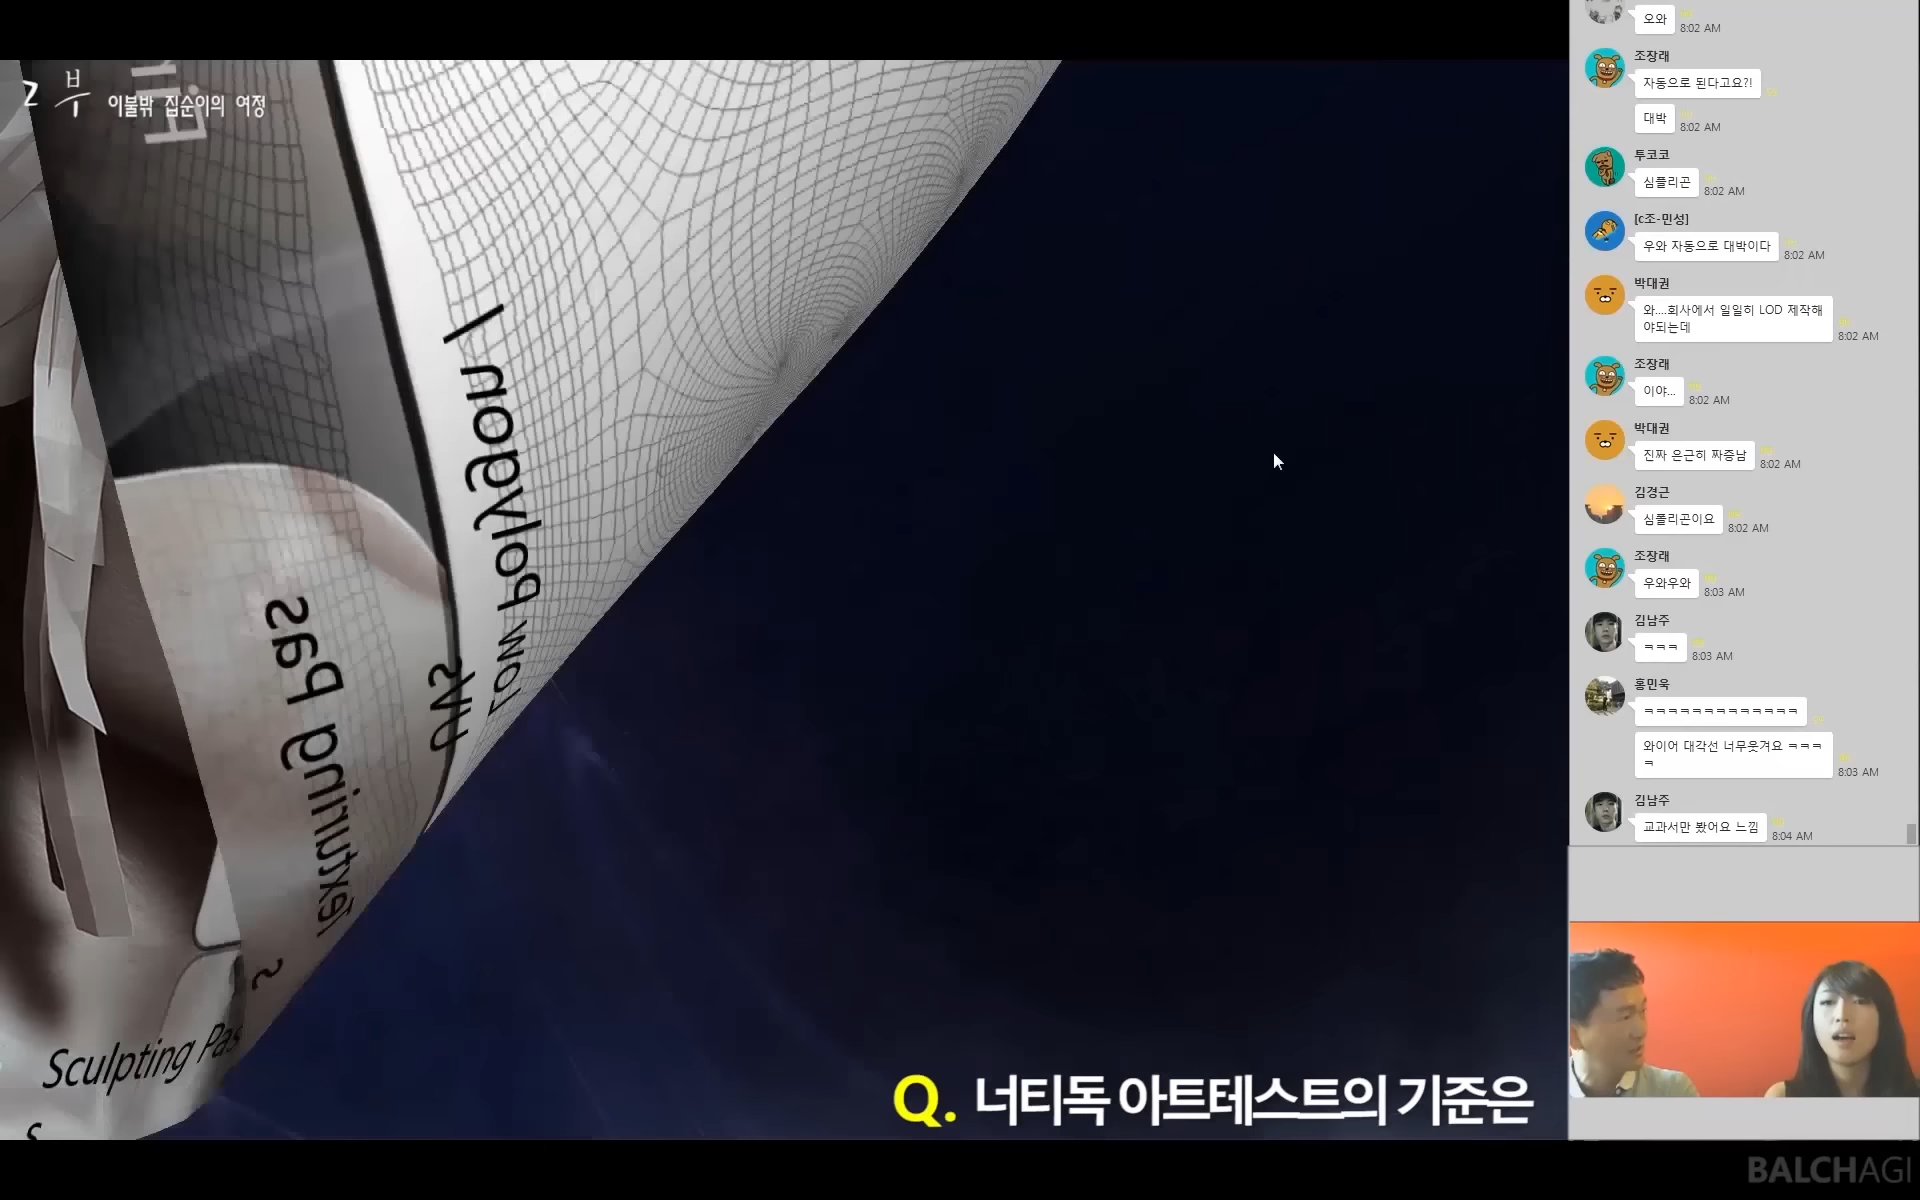 2부 이불밖 집순이의 여정
Low polygon /
UVs
Texturing Pas
s
Sculpting Pas
s
Q. 너티독 아트테스트의 기준은
오와
8:02 AM
조장래
자동으로 된다고요?!
대박
8:02 AM
투코코
심플리곤
8:02 AM
[c조-민성]
우와 자동으로 대박이다
8:02 AM
박대권
와....회사에서 일일히 LOD 제작해
야되는데
8:02 AM
조장래
이야...
8:02 AM
박대권
진짜 은근히 짜증남
8:02 AM
김경근
심폴리곤이요
8:02 AM
조장래
우와우와
8:03 AM
김남주
ㅋㅋㅋ
8:03 AM
홍민욱
ㅋㅋㅋㅋㅋㅋㅋㅋㅋㅋㅋㅋㅋ
와이어 대각선 너무웃겨요 ㅋㅋㅋ
ㅋ
8:03 AM
김남주
교과서만 봤어요 느낌
8:04 AM
BALCHAGI